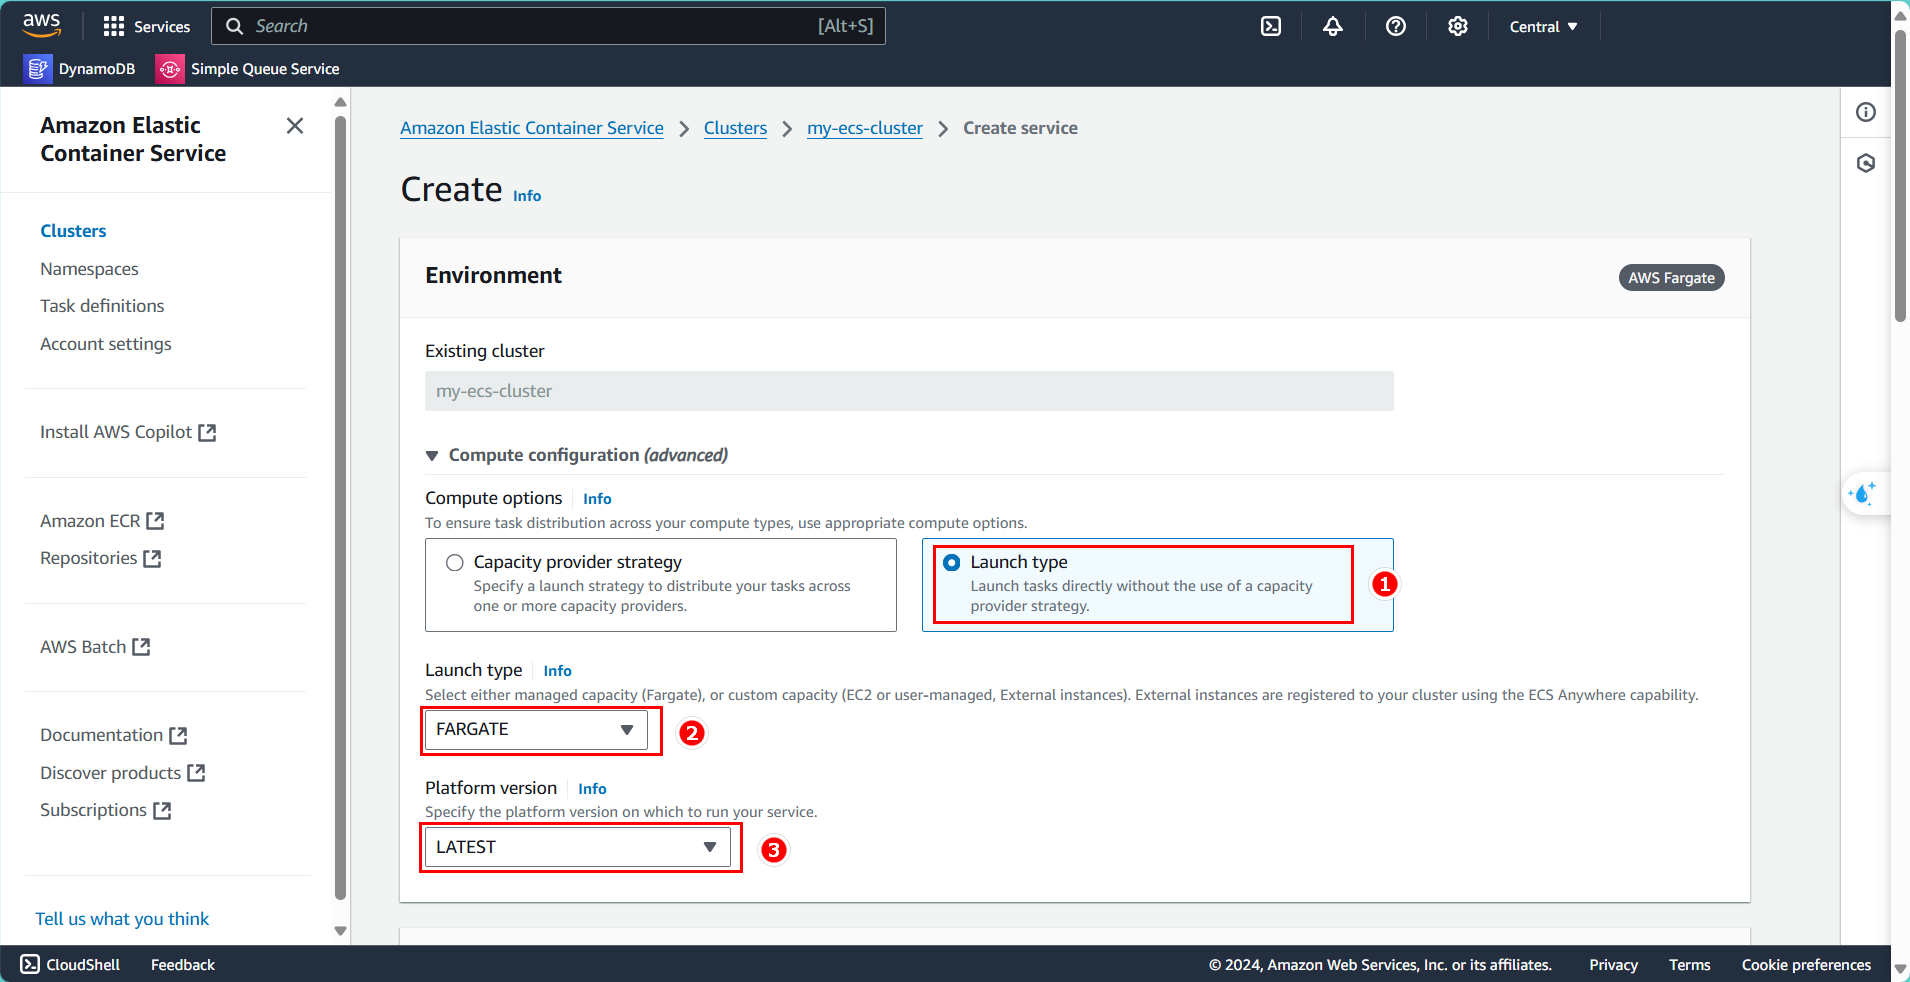 aws
Services
Search
[Alt+S]
Central
DynamoDB
Simple Queue Service
Amazon Elastic
Container Service
Clusters
Namespaces
Task definitions
Account settings
Install AWS Copilot
Amazon ECR
Repositories
AWS Batch
Documentation
Discover products
Subscriptions
Tell us what you think
Amazon Elastic Container Service
Clusters
my-ecs-cluster
Create service
Create Info
Environment
AWS Fargate
Existing cluster
my-ecs-cluster
Compute configuration (advanced)
Compute options Info
To ensure task distribution across your compute types, use appropriate compute options.
Capacity provider strategy
Specify a launch strategy to distribute your tasks across
one or more capacity providers.
Launch type
Launch tasks directly without the use of a capacity
provider strategy.
1
Launch type Info
Select either managed capacity (Fargate), or custom capacity (EC2 or user-managed, External instances). External instances are registered to your cluster using the ECS Anywhere capability.
FARGATE
2
Platform version Info
Specify the platform version on which to run your service.
LATEST
3
CloudShell
Feedback
© 2024, Amazon Web Services, Inc. or its affiliates.
Privacy
Terms
Cookie preferences